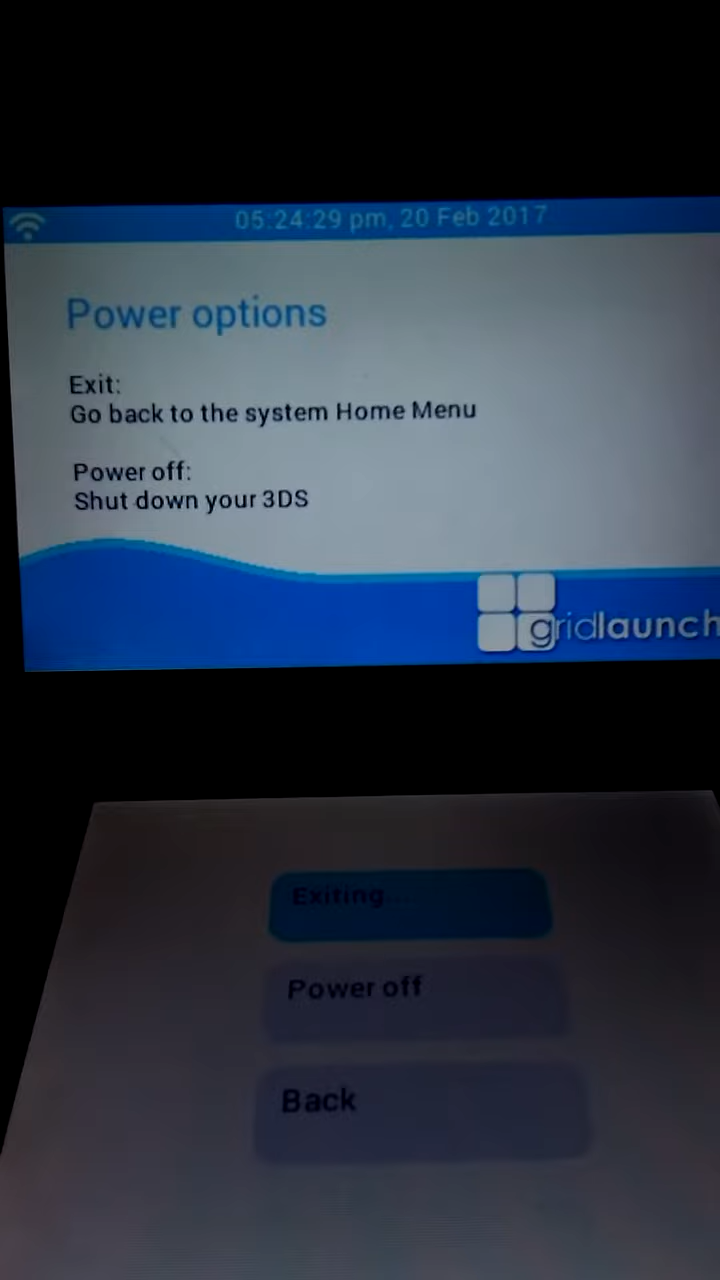 05:24:29 pm, 20 Feb 2017
Power options
Exit:
Go back to the system Home Menu
Power off:
Shut down your 3DS
gridlaunch
Exiting...
Power off
Back